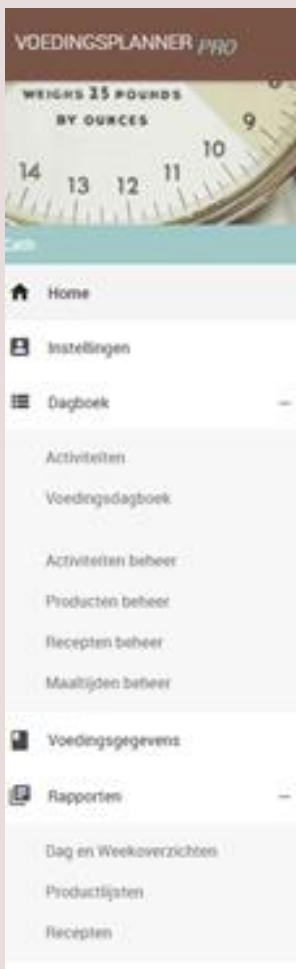 VOEDINGSPLANNER PRO
WEIGHS 25 POUNDS
BY OUNCES
9
10
11
12
13
14
Home
Instellingen
Dagboek
Activiteiten
Voedingsdagboek
Activiteiten beheer
Producten beheer
Recepten beheer
Maaltijden beheer
Voedingsgegevens
Rapporten
Dag en Weekoverzichten
Productlijsten
Recepten